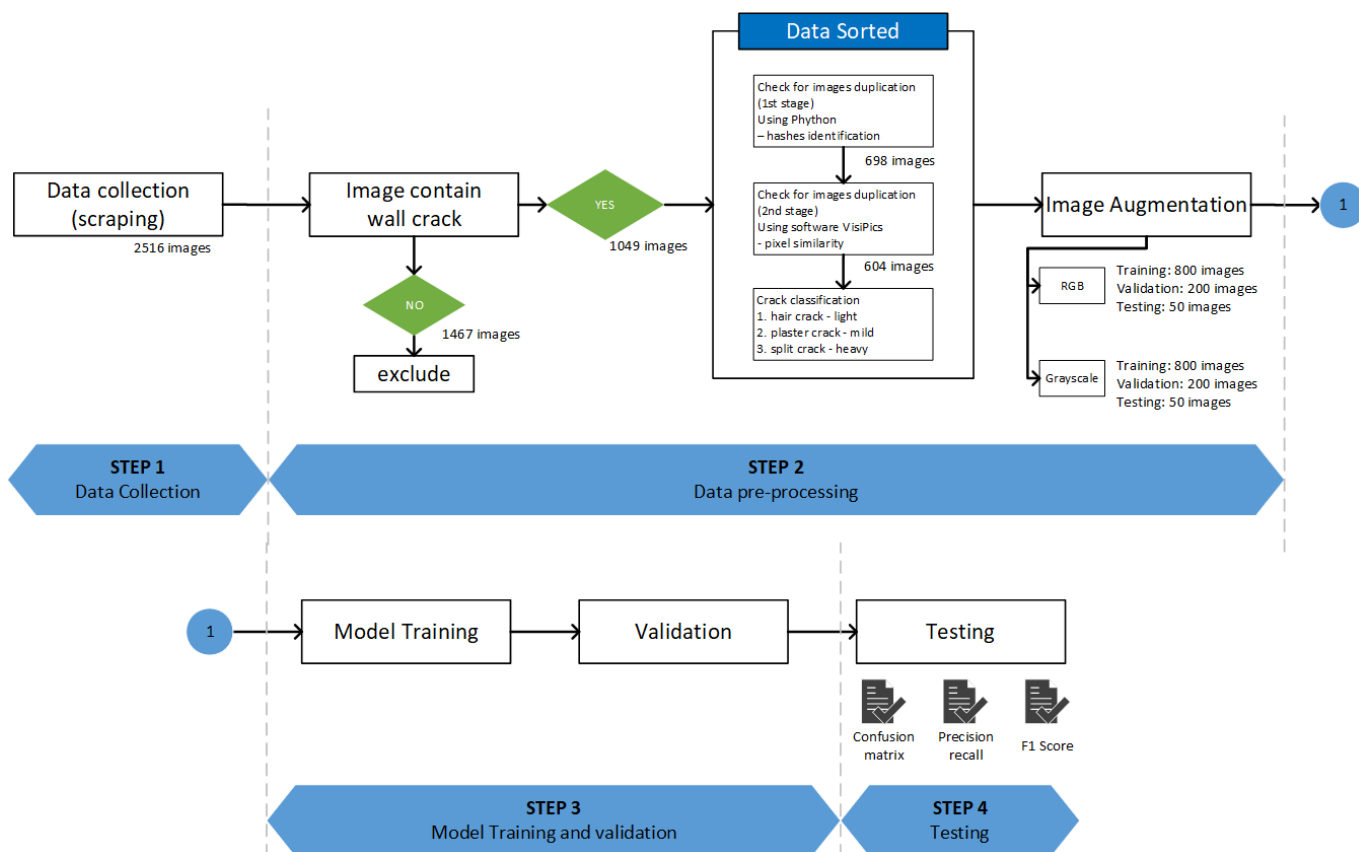 Data Sorted
Check for images duplication
(1st stage)
Using Phython
– hashes identification
698 images
Data collection
(scraping)
2516 images
Image contain
wall crack
YES
1049 images
NO
1467 images
exclude
Check for images duplication
(2nd stage)
Using software VisiPics
- pixel similarity
604 images
Crack classification
1. hair crack - light
2. plaster crack - mild
3. split crack - heavy
Image Augmentation
1
RGB
Training: 800 images
Validation: 200 images
Testing: 50 images
Grayscale
Training: 800 images
Validation: 200 images
Testing: 50 images
STEP 1
Data Collection
STEP 2
Data pre-processing
1
Model Training
Validation
Testing
Confusion
matrix
Precision
recall
F1 Score
STEP 3
Model Training and validation
STEP 4
Testing